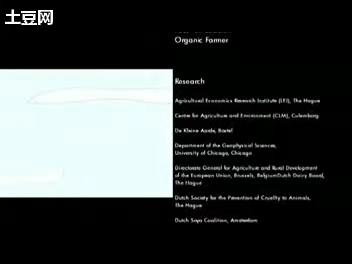 土豆网
Organic Farmer
Research
Agricultural Economics Research Institute (LEI), The Hague
Centre for Agriculture and Environment (CLM), Culemborg
De Kleine Aarde, Boxtel
Department of the Geophysical Sciences,
University of Chicago, Chicago
Directorate General for Agriculture and Rural Development
of the European Union, Brussels, BelgiumDutch Dairy Board,
The Hague
Dutch Society for the Prevention of Cruelty to Animals,
The Hague
Dutch Soya Coalition, Amsterdam